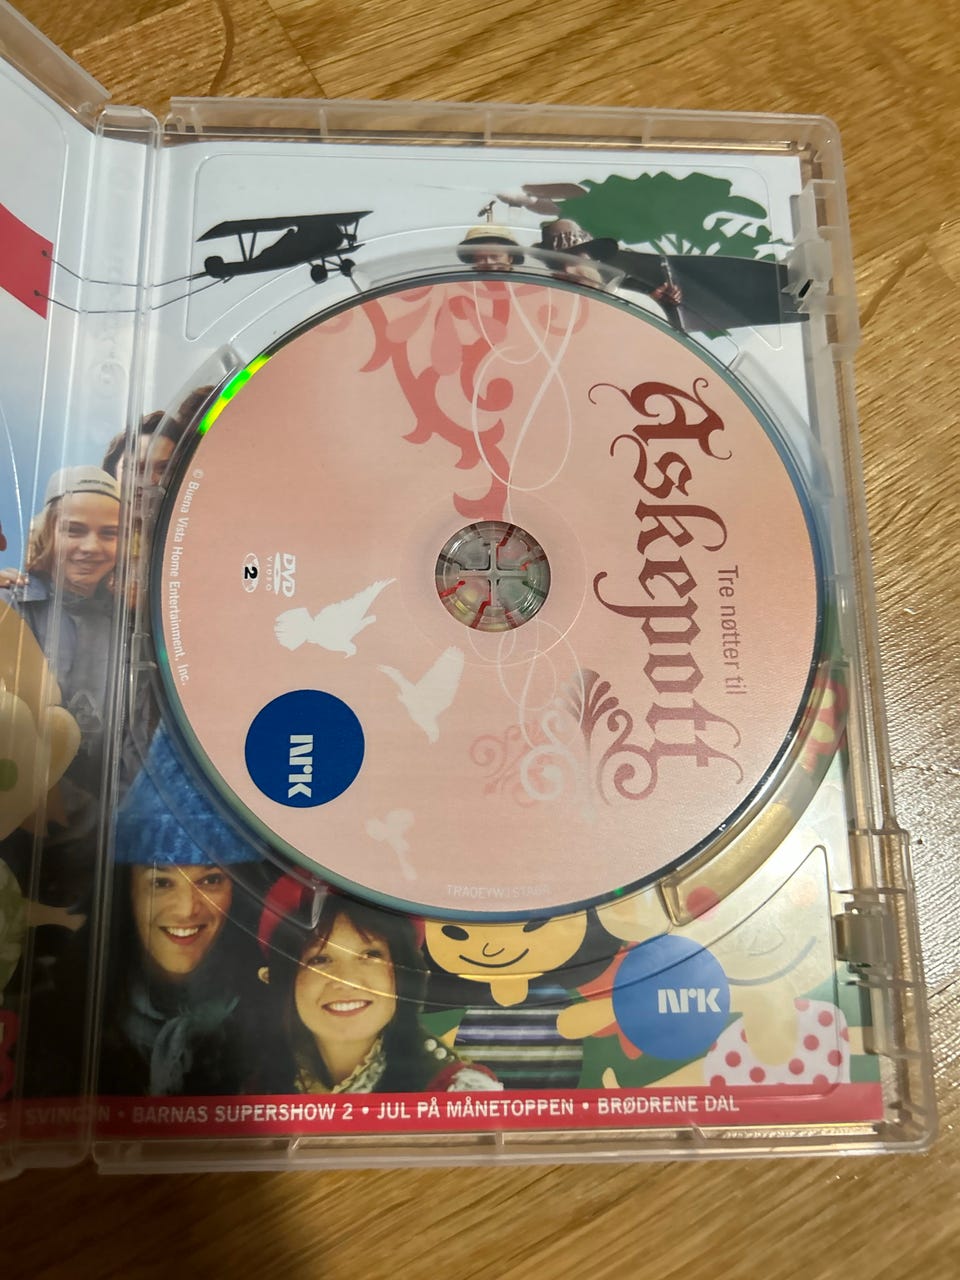 Tre nøtter til
Askepott
DVD
VIDEO
2
© Buena Vista Home Entertainment, Inc.
NRK
NRK
BARNAS SUPERSHOW 2 • JUL PÅ MÅNETOPPEN • BRØDRENE DAL